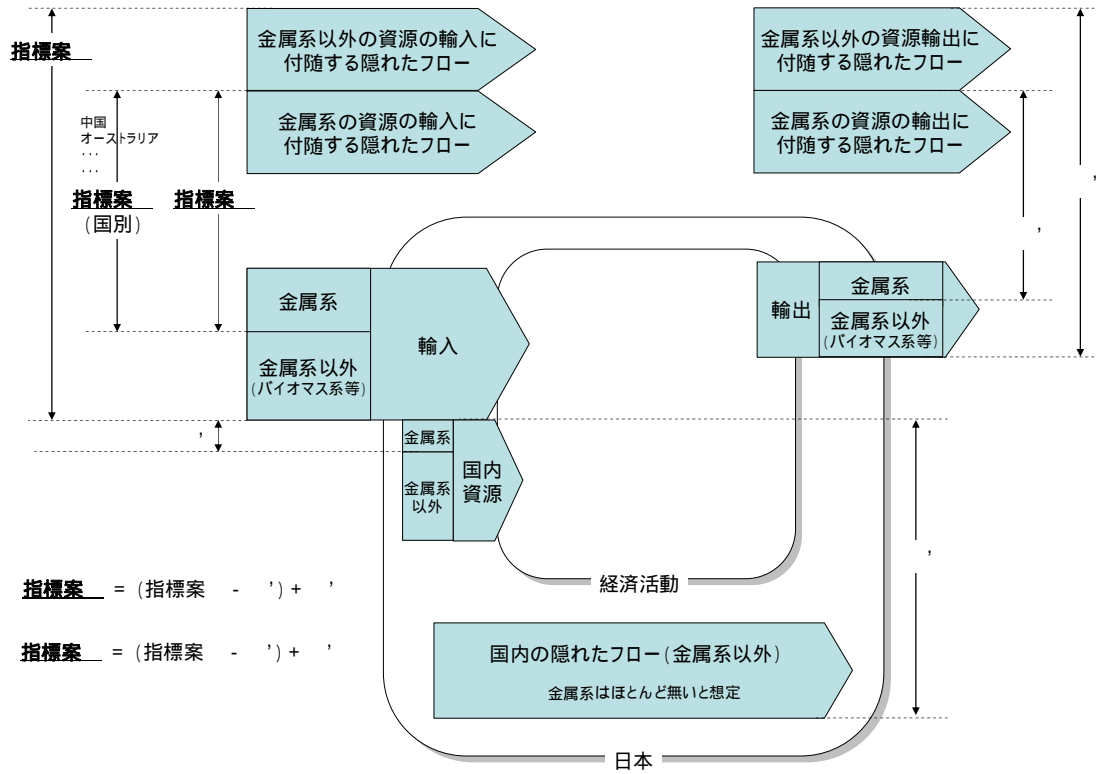 金属系以外の資源の輸入に
付随する隠れたフロー
金属系以外の資源輸出に
付随する隠れたフロー
指標案
金属系の資源の輸入に
付随する隠れたフロー
金属系の資源の輸出に
付随する隠れたフロー
中国
オーストラリア
...
...
指標案
(国別)
指標案
’
’
金属系
金属系以外
(バイオマス系等)
輸入
輸出
金属系
金属系以外
(バイオマス系等)
’
金属系
金属系
以外
国内
資源
’
経済活動
指標案 = (指標案 - ’) + ’
指標案 = (指標案 - ’) + ’
国内の隠れたフロー(金属系以外)
金属系はほとんど無いと想定
日本